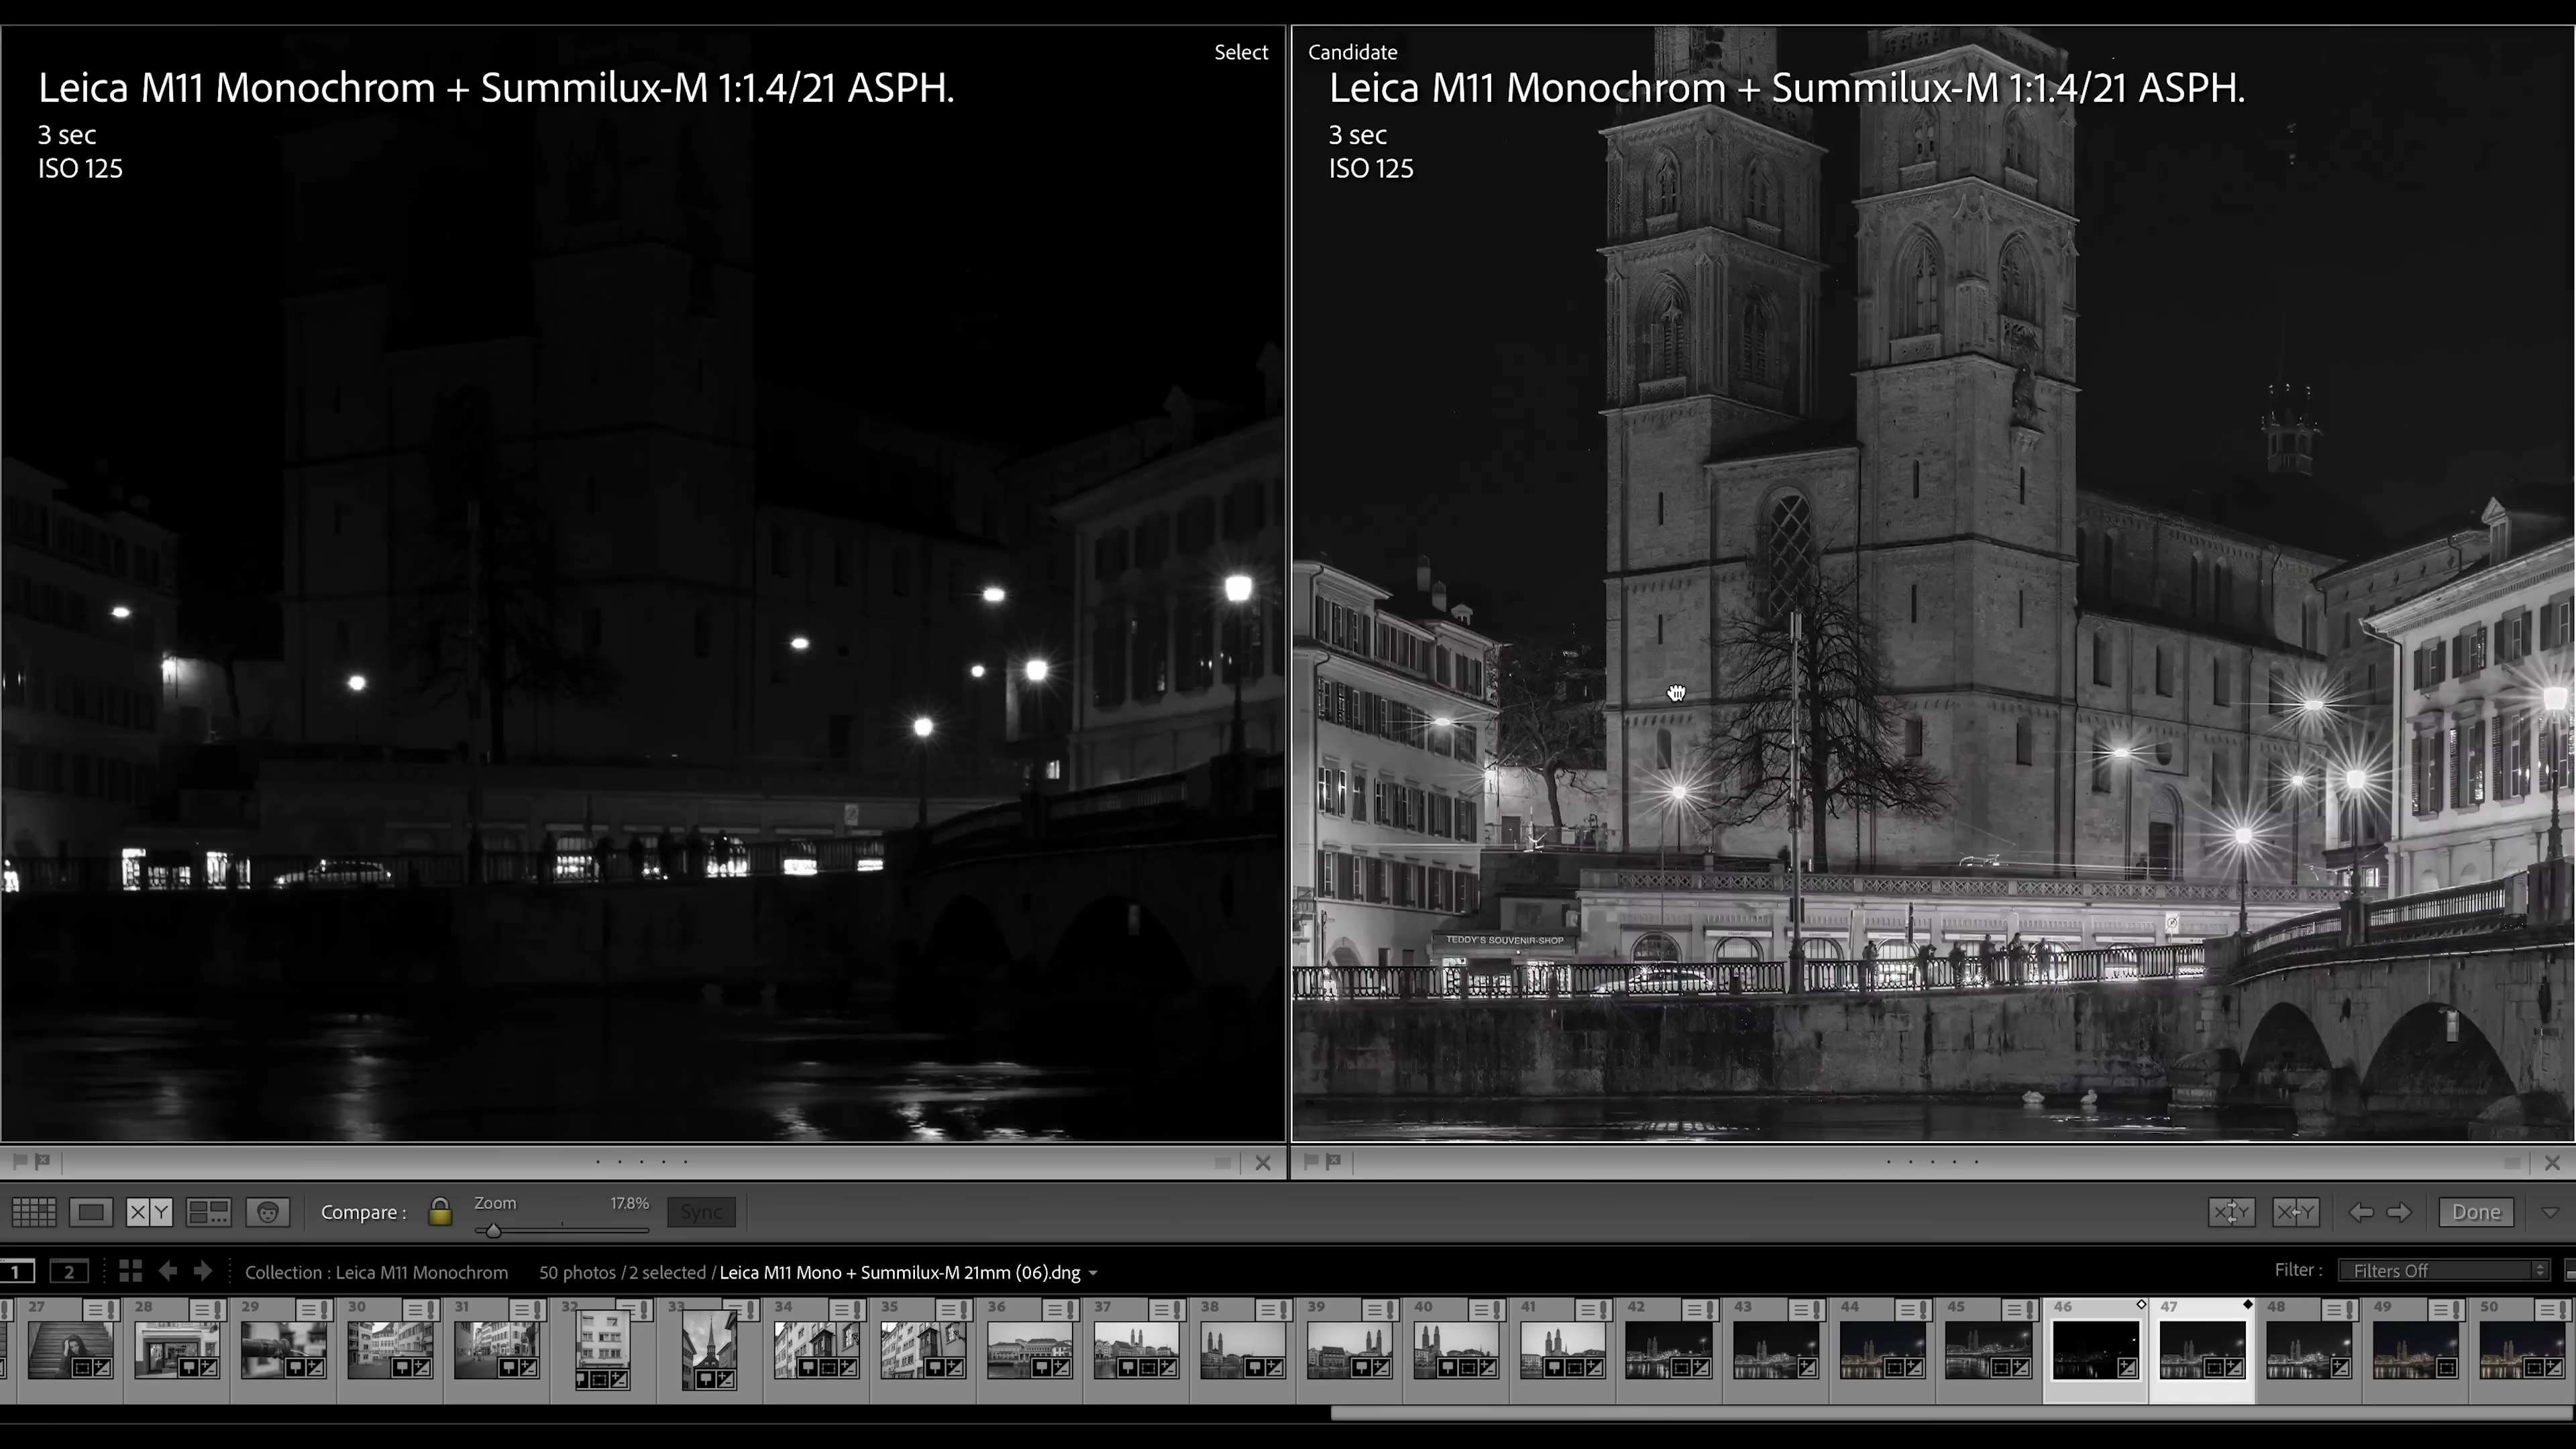 Select
Leica M11 Monochrom + Summilux-M 1:1.4/21 ASPH.
3 sec
ISO 125
Candidate
Leica M11 Monochrom + Summilux-M 1:1.4/21 ASPH.
3 sec
ISO 125
TEDDY'S SOUVENIR-SHOP
X Y Compare : Zoom 17.8% Sync X Y X Y Done
1 2 Collection : Leica M11 Monochrom 50 photos / 2 selected / Leica M11 Mono + Summilux-M 21mm (06).dng Filter : Filters Off
27 28 29 30 31 32 33 34 35 36 37 38 39 40 41 42 43 44 45 46 47 48 49 50